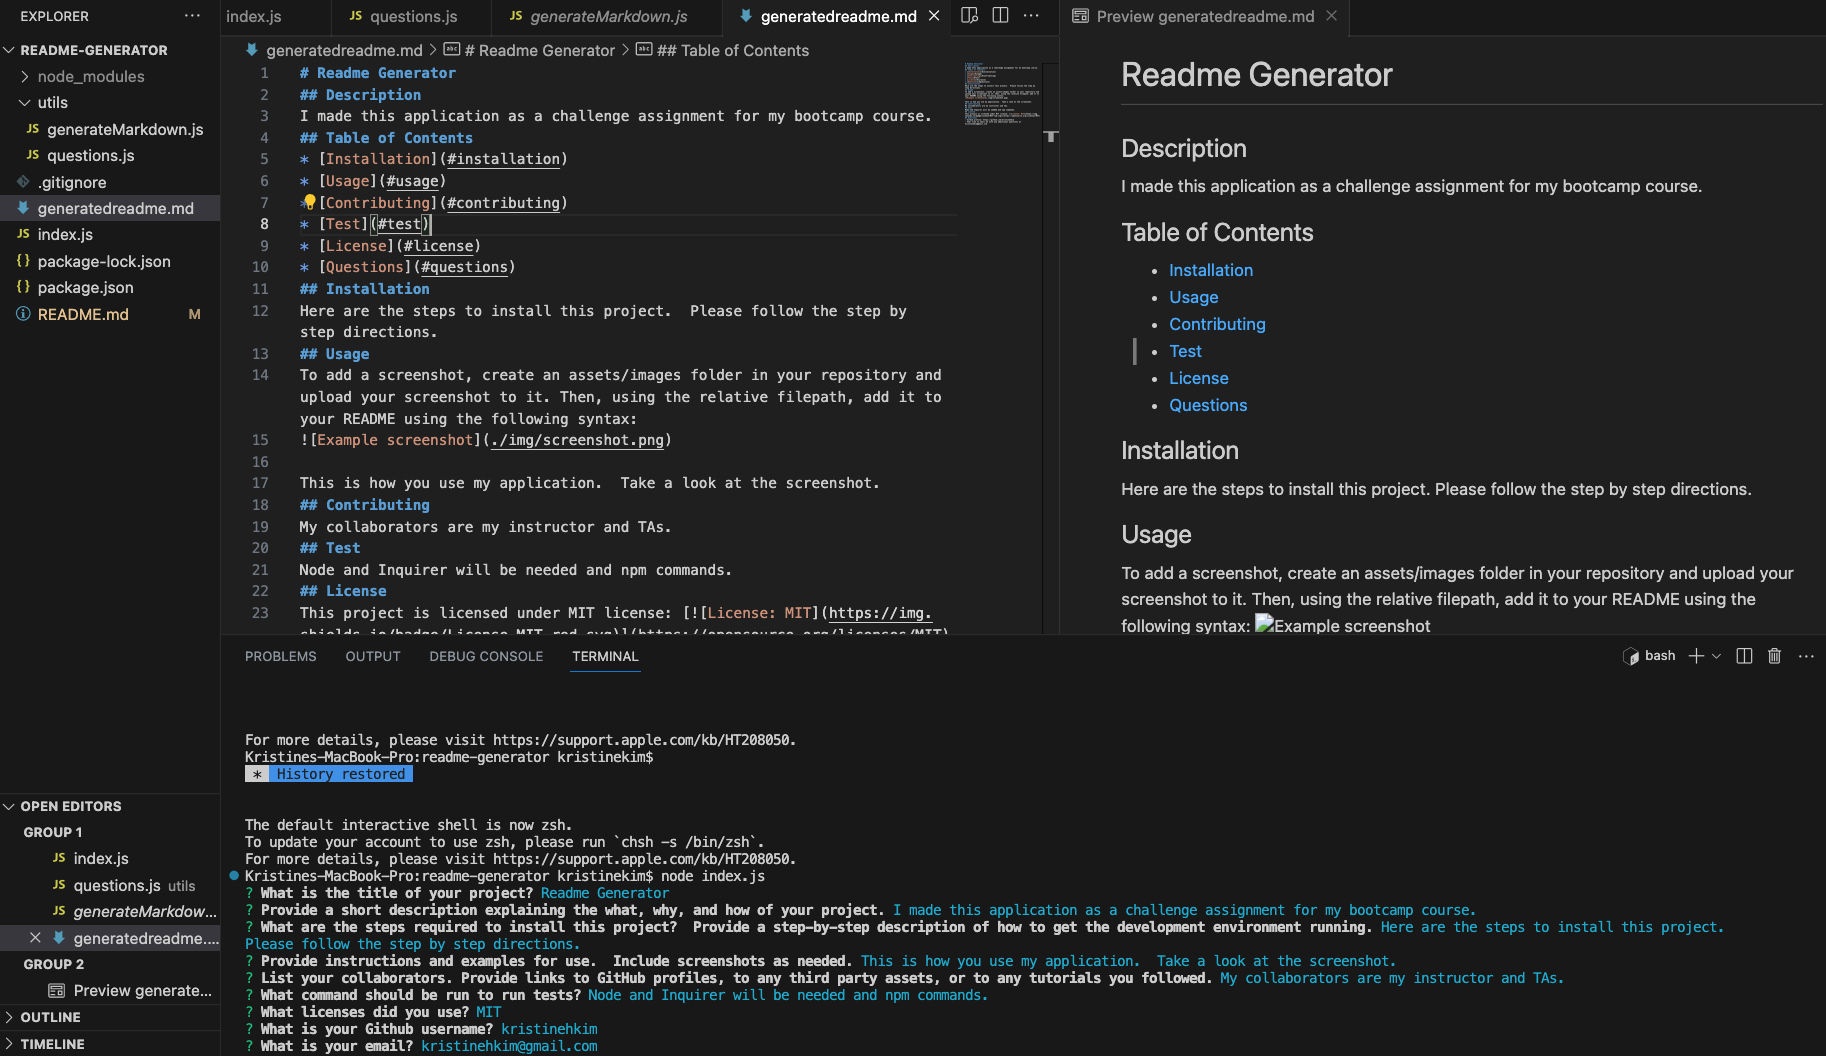 EXPLORER
README-GENERATOR
node_modules
utils
JS generateMarkdown.js
JS questions.js
.gitignore
generatedreadme.md
JS index.js
{} package-lock.json
{} package.json
README.md M
OPEN EDITORS
GROUP 1
JS index.js
JS questions.js utils
JS generateMarkdow...
generatedreadme....
GROUP 2
Preview generate...
OUTLINE
TIMELINE
index.js
JS questions.js
JS generateMarkdown.js
generatedreadme.md
generatedreadme.md > # Readme Generator > ## Table of Contents
1 # Readme Generator
2 ## Description
3 I made this application as a challenge assignment for my bootcamp course.
4 ## Table of Contents
5 * [Installation](#installation)
6 * [Usage](#usage)
7 * [Contributing](#contributing)
8 * [Test](#test)
9 * [License](#license)
10 * [Questions](#questions)
11 ## Installation
12 Here are the steps to install this project.  Please follow the step by
step directions.
13 ## Usage
14 To add a screenshot, create an assets/images folder in your repository and
upload your screenshot to it. Then, using the relative filepath, add it to
your README using the following syntax:
15 ![Example screenshot](./img/screenshot.png)
16
17 This is how you use my application.  Take a look at the screenshot.
18 ## Contributing
19 My collaborators are my instructor and TAs.
20 ## Test
21 Node and Inquirer will be needed and npm commands.
22 ## License
23 This project is licensed under MIT license: [![License: MIT](https://img.
shields.io/badge/License-MIT-red.svg)](https://opensource.org/licenses/MIT)
Preview generatedreadme.md
Readme Generator
Description
I made this application as a challenge assignment for my bootcamp course.
Table of Contents
• Installation
• Usage
• Contributing
• Test
• License
• Questions
Installation
Here are the steps to install this project. Please follow the step by step directions.
Usage
To add a screenshot, create an assets/images folder in your repository and upload your
screenshot to it. Then, using the relative filepath, add it to your README using the
following syntax: Example screenshot
PROBLEMS OUTPUT DEBUG CONSOLE TERMINAL
bash
For more details, please visit https://support.apple.com/kb/HT208050.
Kristines-MacBook-Pro:readme-generator kristinekim$
* History restored
The default interactive shell is now zsh.
To update your account to use zsh, please run `chsh -s /bin/zsh`.
For more details, please visit https://support.apple.com/kb/HT208050.
Kristines-MacBook-Pro:readme-generator kristinekim$ node index.js
? What is the title of your project? Readme Generator
? Provide a short description explaining the what, why, and how of your project. I made this application as a challenge assignment for my bootcamp course.
? What are the steps required to install this project?  Provide a step-by-step description of how to get the development environment running. Here are the steps to install this project.
Please follow the step by step directions.
? Provide instructions and examples for use.  Include screenshots as needed. This is how you use my application.  Take a look at the screenshot.
? List your collaborators. Provide links to GitHub profiles, to any third party assets, or to any tutorials you followed. My collaborators are my instructor and TAs.
? What command should be run to run tests? Node and Inquirer will be needed and npm commands.
? What licenses did you use? MIT
? What is your Github username? kristinehkim
? What is your email? kristinehkim@gmail.com